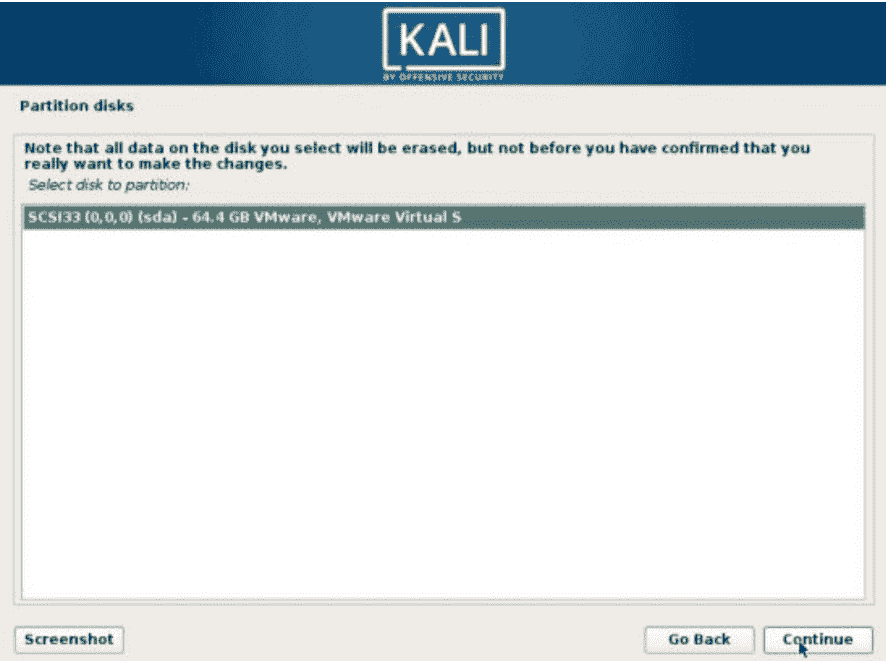 KALI
BY OFFENSIVE SECURITY
Partition disks
Note that all data on the disk you select will be erased, but not before you have confirmed that you
really want to make the changes.
Select disk to partition:
SCSI33 (0,0,0) (sda) - 64.4 GB VMware, VMware Virtual S
Screenshot
Go Back
Continue